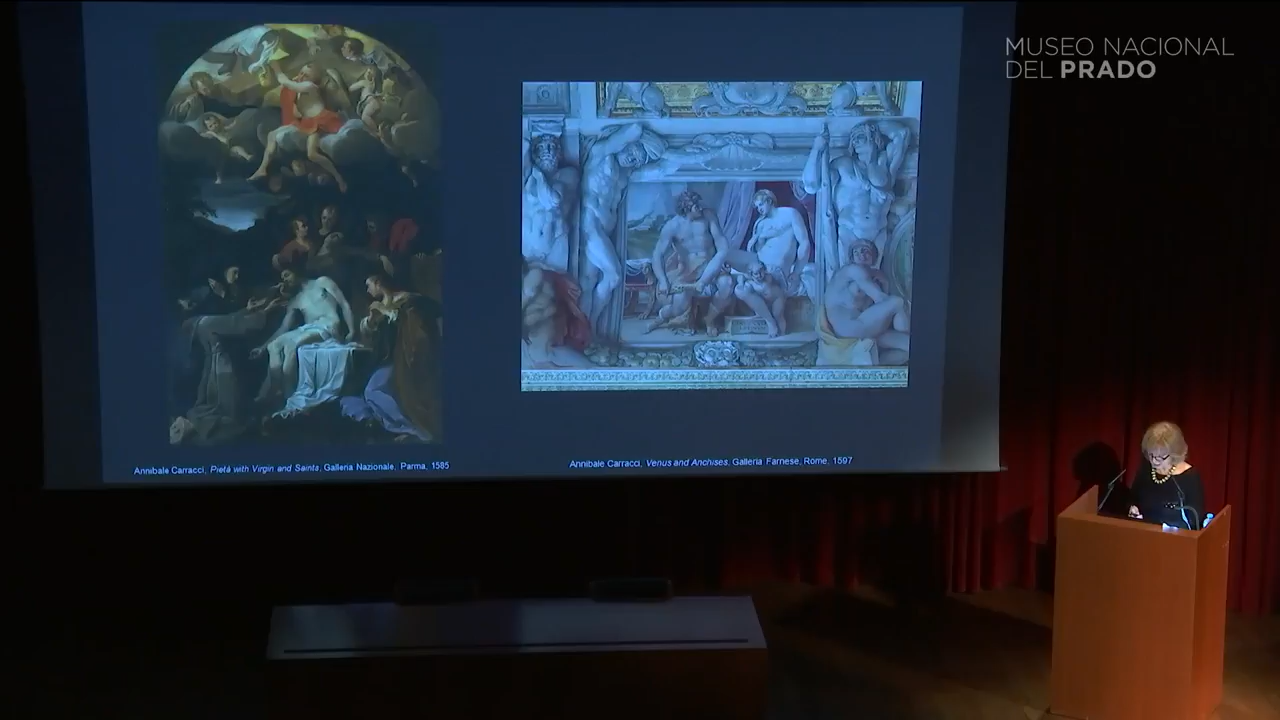 MUSEO NACIONAL
DEL PRADO
Annibale Carracci, Pietà with Virgin and Saints, Galleria Nazionale, Parma, 1585
Annibale Carracci, Venus and Anchises, Galleria Farnese, Rome, 1597